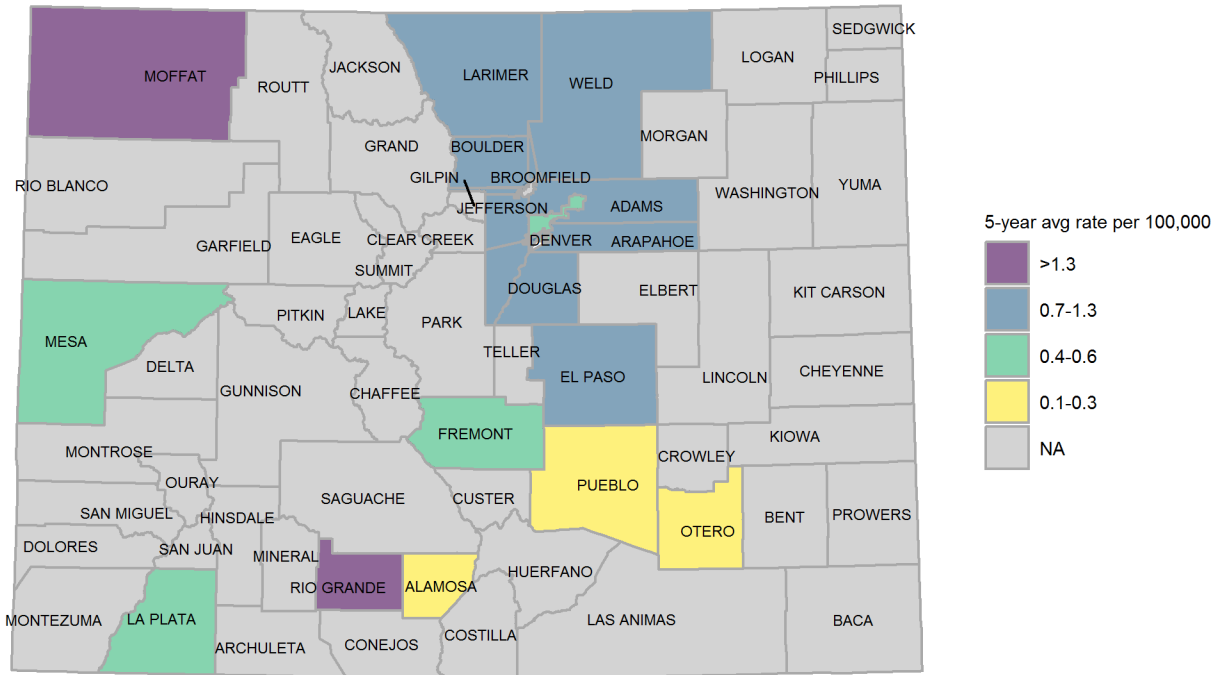 SEDGWICK
LOGAN
JACKSON
MOFFAT
LARIMER
PHILLIPS
WELD
ROUTT
MORGAN
GRAND
BOULDER
GILPIN
BROOMFIELD
RIO BLANCO
YUMA
WASHINGTON
JEFFERSON
ADAMS
5-year avg rate per 100,000
EAGLE
CLEAR CREEK
DENVER
ARAPAHOE
GARFIELD
>1.3
SUMMIT
DOUGLAS
ELBERT
KIT CARSON
0.7-1.3
PITKIN
LAKE
PARK
MESA
0.4-0.6
TELLER
DELTA
CHEYENNE
EL PASO
LINCOLN
GUNNISON
CHAFFEE
0.1-0.3
FREMONT
KIOWA
NA
MONTROSE
CROWLEY
OURAY
PUEBLO
SAGUACHE
CUSTER
SAN MIGUEL
HINSDALE
BENT
PROWERS
OTERO
DOLORES
SAN JUAN
MINERAL
HUERFANO
RIO GRANDE
ALAMOSA
MONTEZUMA
LA PLATA
LAS ANIMAS
BACA
COSTILLA
ARCHULETA
CONEJOS